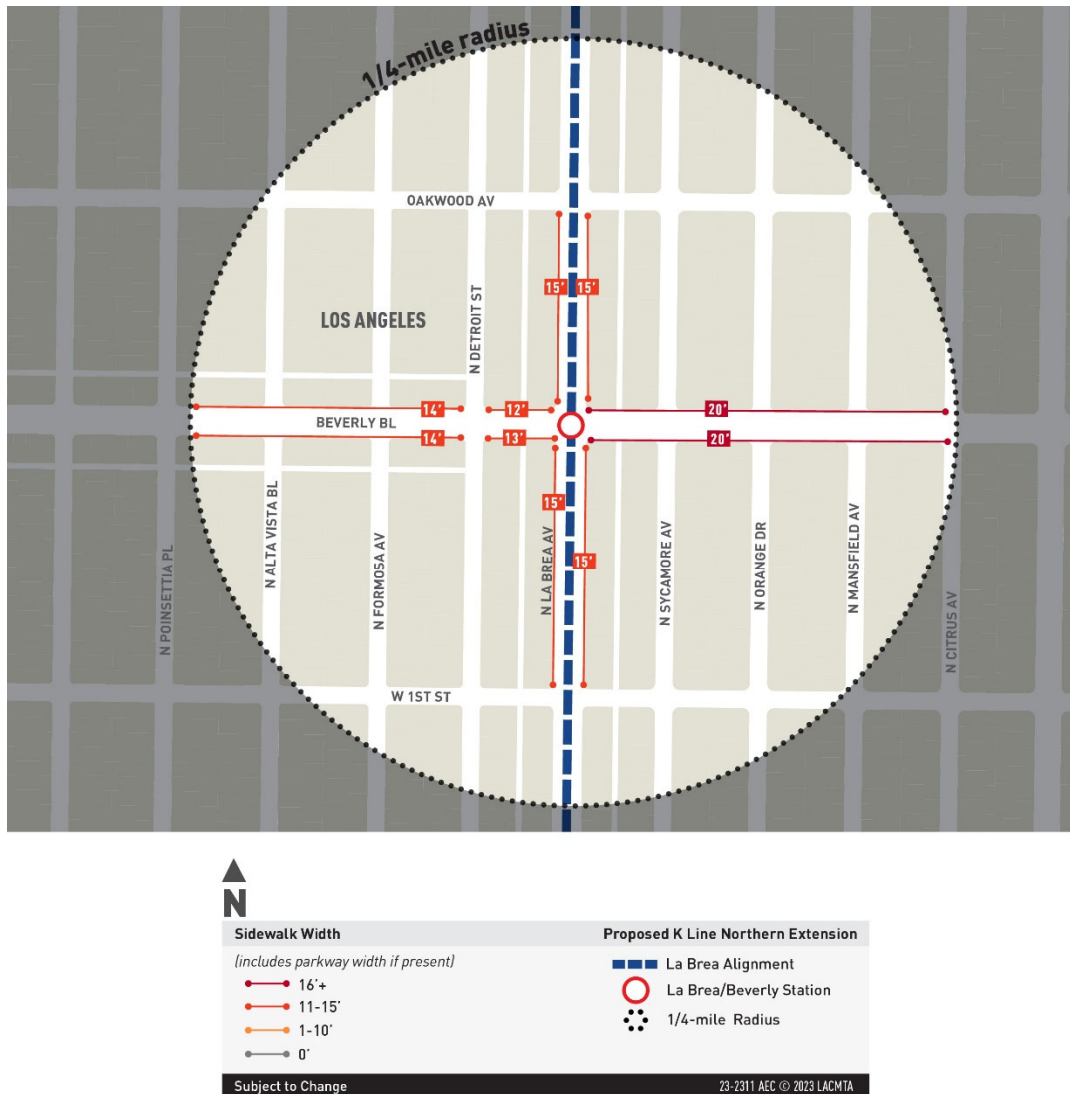 1/4-mile radius
OAKWOOD AV
15' 15'
LOS ANGELES
N DETROIT ST
14' 12' 20'
BEVERLY BL
14' 13' 20'
15'
15'
N POINSETTIA PL
N ALTA VISTA BL
N FORMOSA AV
N LA BREA AV
N SYCAMORE AV
N ORANGE DR
N MANSFIELD AV
N CITRUS AV
W 1ST ST
N
Sidewalk Width
(includes parkway width if present)
16'+
11-15'
1-10'
0'
Proposed K Line Northern Extension
La Brea Alignment
La Brea/Beverly Station
1/4-mile Radius
Subject to Change
23-2311 AEC © 2023 LACMTA